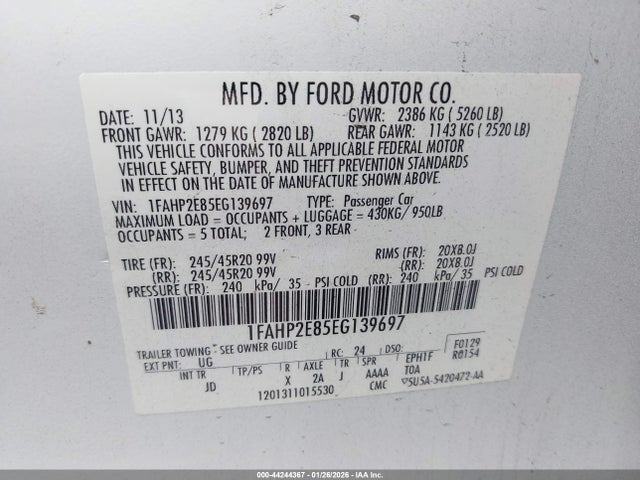 MFD. BY FORD MOTOR CO.
DATE: 11/13 GVWR: 2386 KG ( 5260 LB)
FRONT GAWR: 1279 KG ( 2820 LB) REAR GAWR: 1143 KG ( 2520 LB)
THIS VEHICLE CONFORMS TO ALL APPLICABLE FEDERAL MOTOR
VEHICLE SAFETY, BUMPER, AND THEFT PREVENTION STANDARDS
IN EFFECT ON THE DATE OF MANUFACTURE SHOWN ABOVE.
VIN: 1FAHP2E85EG139697 TYPE: Passenger Car
MAXIMUM LOAD = OCCUPANTS + LUGGAGE = 430KG/ 950LB
OCCUPANTS = 5 TOTAL; 2 FRONT, 3 REAR
TIRE (FR): 245/45R20 99V RIMS (FR): 20X8.0J
(RR): 245/45R20 99V (RR): 20X8.0J
PRESSURE (FR): 240 kPa/ 35 PSI COLD (RR): 240 kPa/ 35 PSI COLD
1FAHP2E85EG139697
TRAILER TOWING - SEE OWNER GUIDE F0129
EXT PNT: UG RC: 24 DSO: R0154
INT TR TP/PS R AXLE TR SPR EPH1F
JD X 2A J AAAA TOA
1201311015530 CMC 5U5A-5420472-AA
000-44244367 | 01/26/2026 | IAAHC